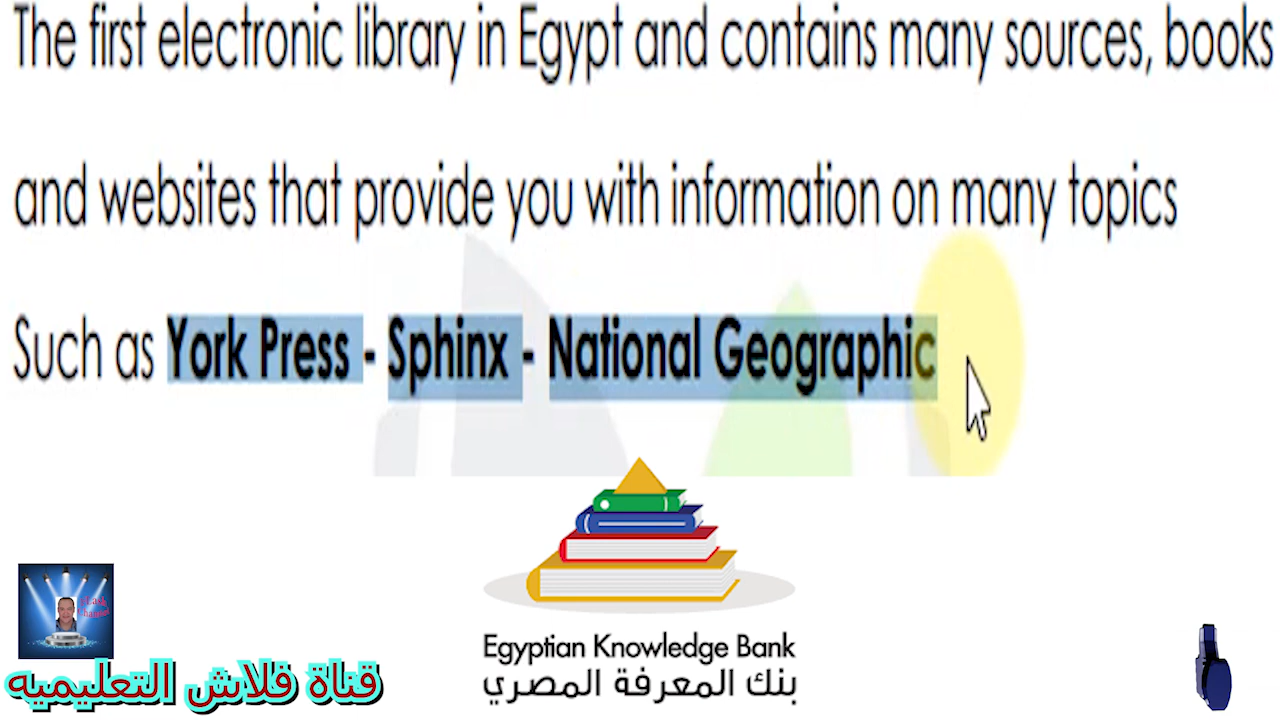 The first electronic library in Egypt and contains many sources, books
and websites that provide you with information on many topics
Such as York Press - Sphinx - National Geographic
Egyptian Knowledge Bank
بنك المعرفة المصري
قناة فلاش التعليميه